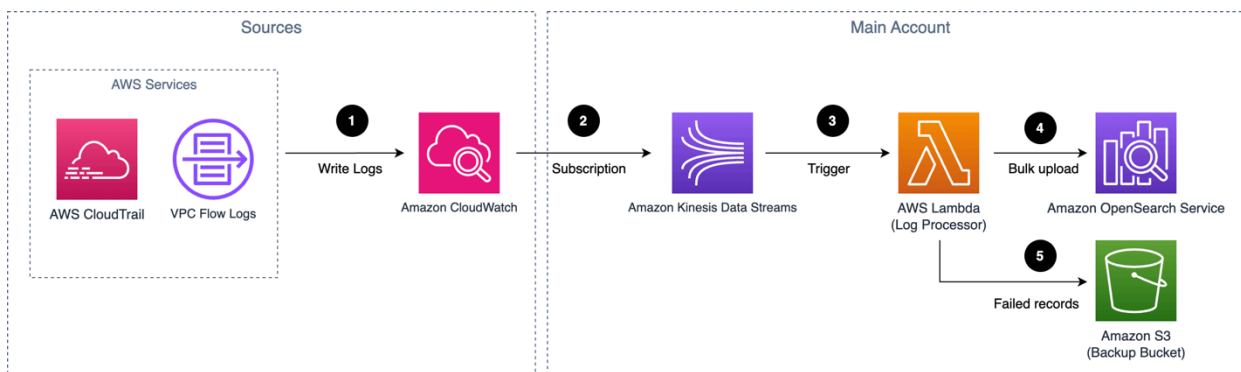 Sources
Main Account
AWS Services
1
2
3
4
Write Logs
Subscription
Trigger
Bulk upload
AWS CloudTrail
VPC Flow Logs
Amazon CloudWatch
Amazon Kinesis Data Streams
AWS Lambda
(Log Processor)
Amazon OpenSearch Service
5
Failed records
Amazon S3
(Backup Bucket)